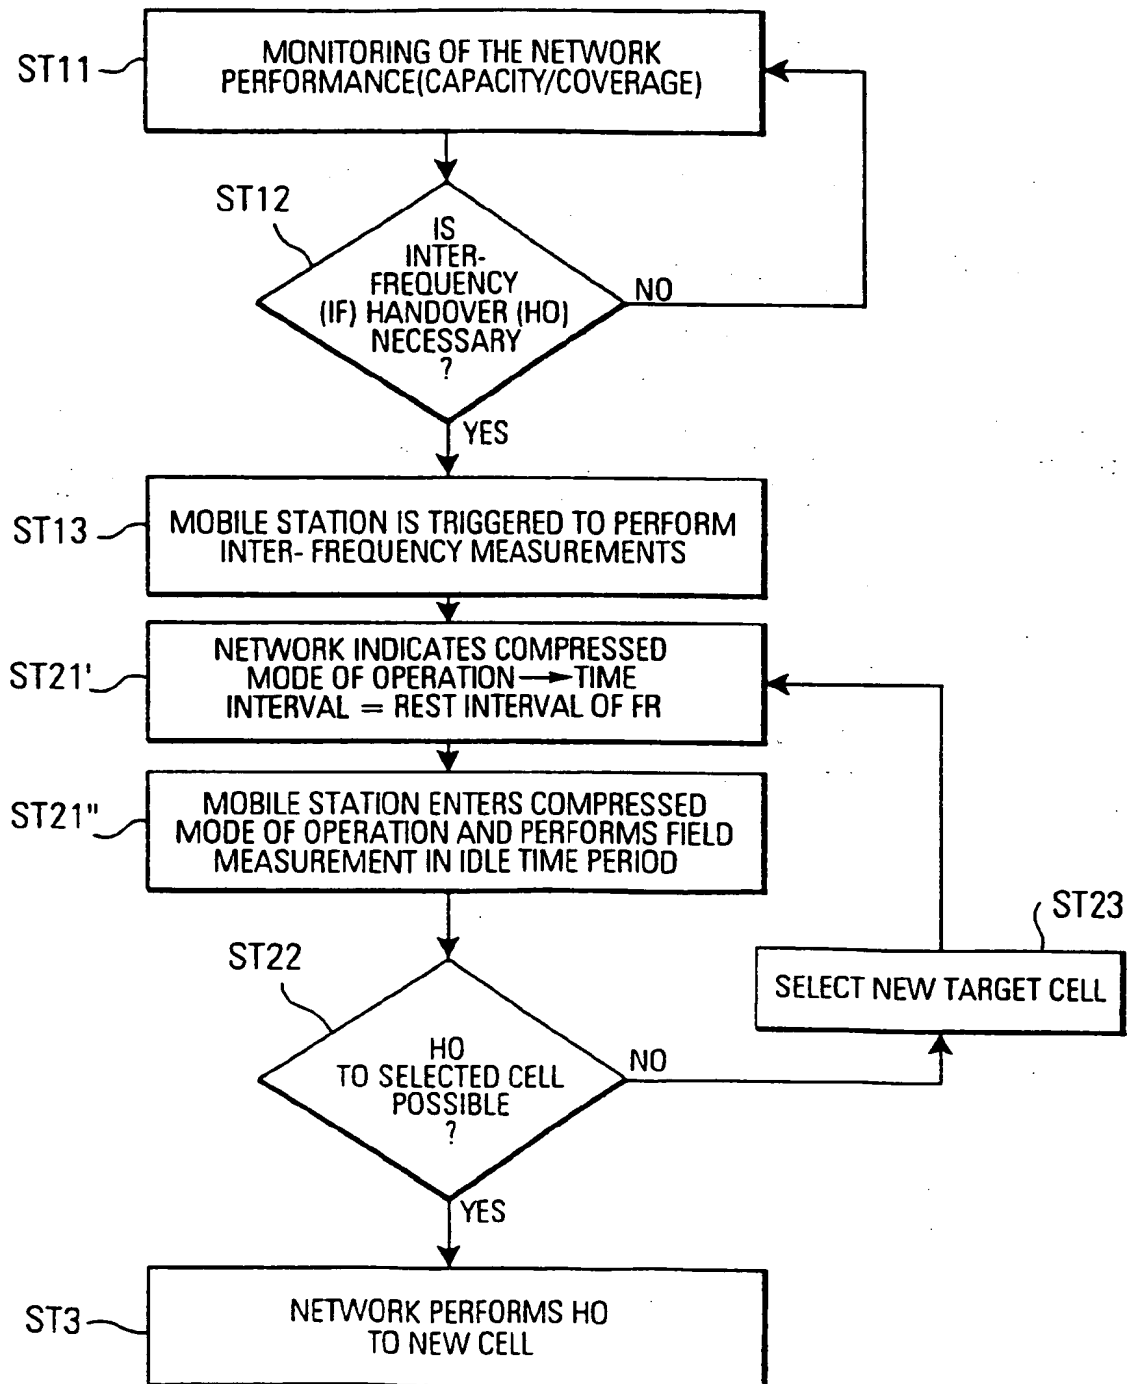 ST11
MONITORING OF THE NETWORK
PERFORMANCE(CAPACITY/COVERAGE)
ST12
IS
INTER-
FREQUENCY
(IF) HANDOVER (HO)
NECESSARY
?
NO
YES
ST13
MOBILE STATION IS TRIGGERED TO PERFORM
INTER- FREQUENCY MEASUREMENTS
ST21'
NETWORK INDICATES COMPRESSED
MODE OF OPERATION → TIME
INTERVAL = REST INTERVAL OF FR
ST21"
MOBILE STATION ENTERS COMPRESSED
MODE OF OPERATION AND PERFORMS FIELD
MEASUREMENT IN IDLE TIME PERIOD
ST22
HO
TO SELECTED CELL
POSSIBLE
?
NO
YES
ST23
SELECT NEW TARGET CELL
ST3
NETWORK PERFORMS HO
TO NEW CELL